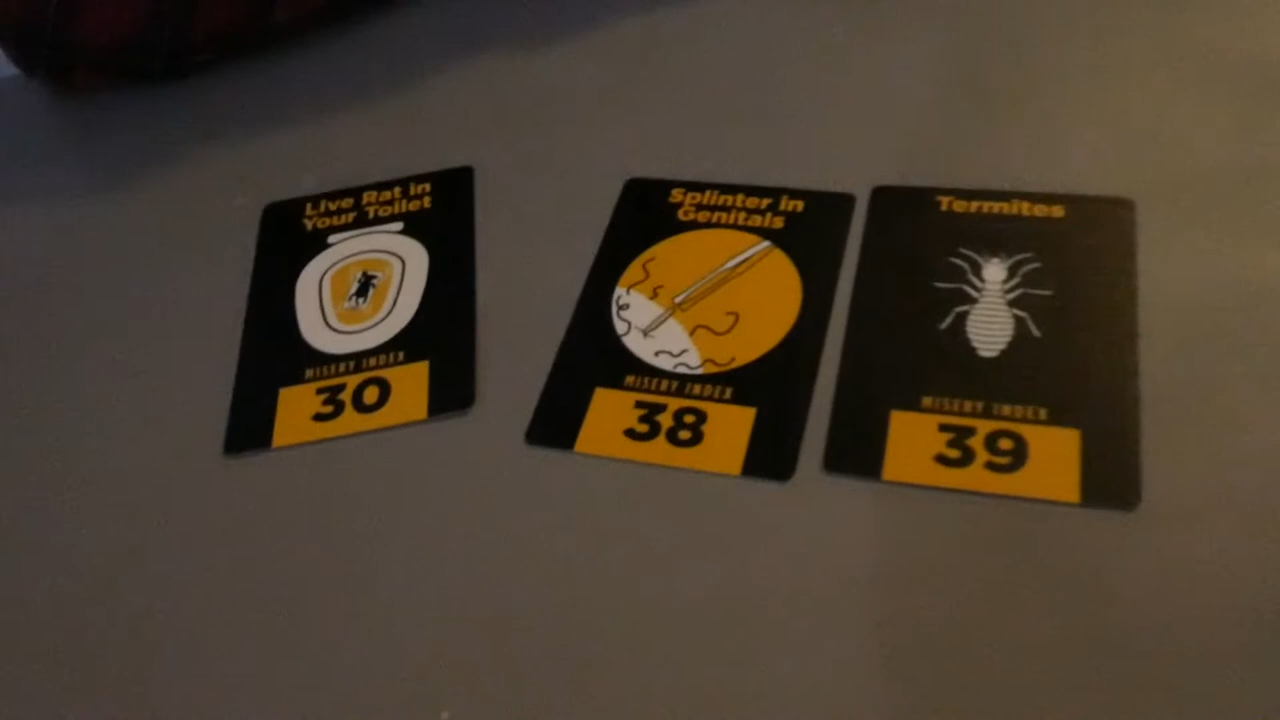 Live Rat in
Your Toilet
MISERY INDEX
30
Splinter in
Genitals
MISERY INDEX
38
Termites
MISERY INDEX
39